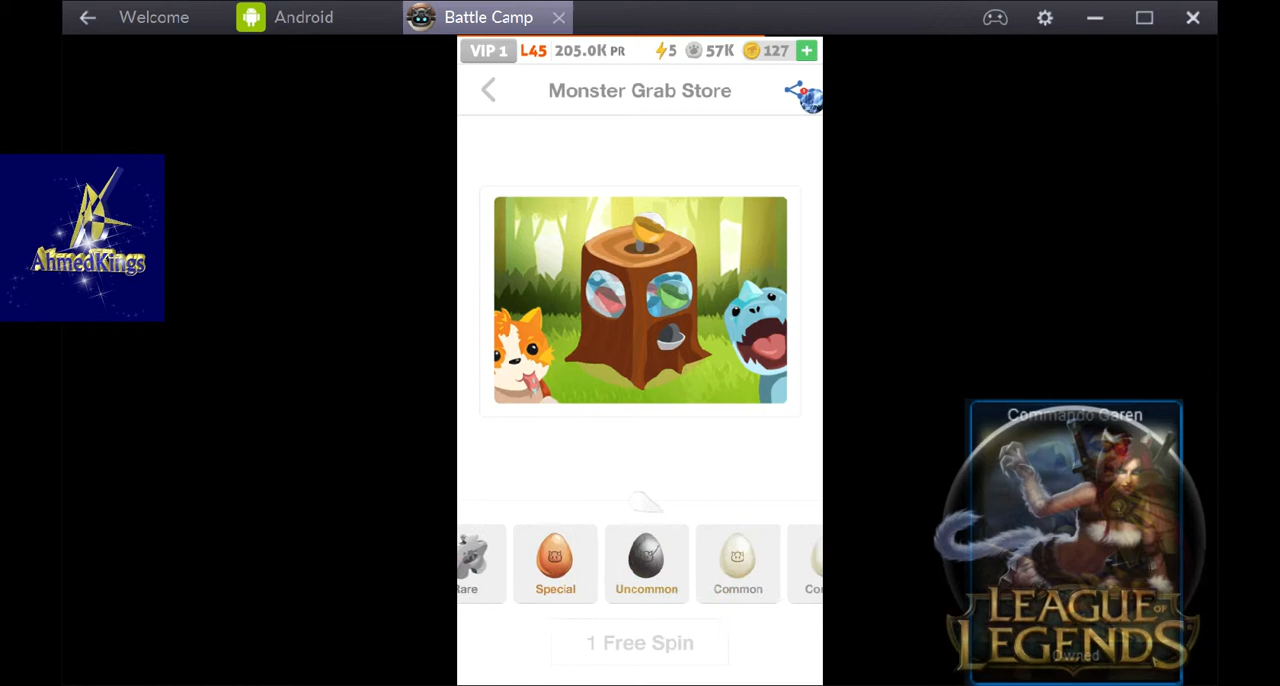 Welcome
Android
Battle Camp
VIP 1 L45 205.0K PR 5 57K 127 +
Monster Grab Store
AhmedKings
Commando Garen
Rare
Special
Uncommon
Common
Co
1 Free Spin
LEAGUE OF LEGENDS
Owned